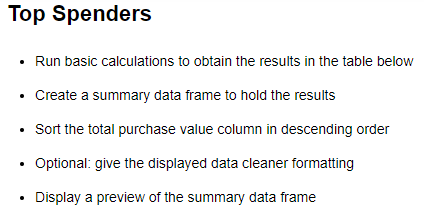 Top Spenders
• Run basic calculations to obtain the results in the table below
• Create a summary data frame to hold the results
• Sort the total purchase value column in descending order
• Optional: give the displayed data cleaner formatting
• Display a preview of the summary data frame